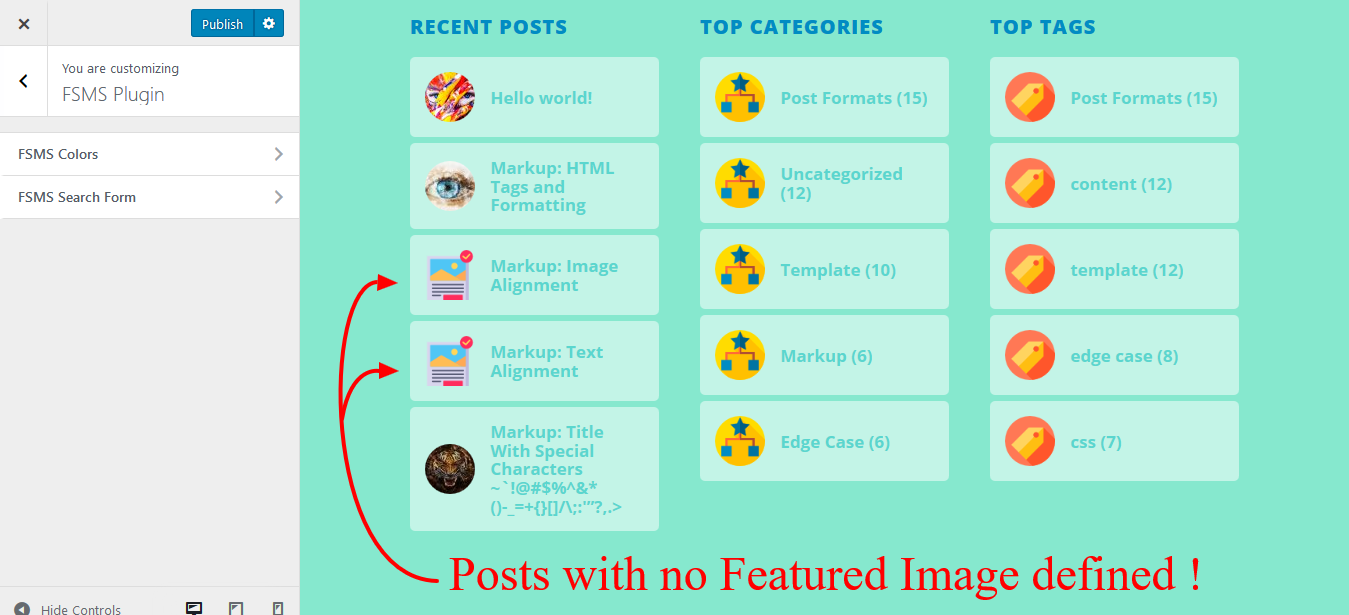 Publish
You are customizing
FSMS Plugin
FSMS Colors
FSMS Search Form
Hide Controls
RECENT POSTS
Hello world!
Markup: HTML
Tags and
Formatting
Markup: Image
Alignment
Markup: Text
Alignment
Markup: Title
With Special
Characters
~`!@#$%^&*
()-_=+{}[]/\;:'"?,.>
TOP CATEGORIES
Post Formats (15)
Uncategorized
(12)
Template (10)
Markup (6)
Edge Case (6)
TOP TAGS
Post Formats (15)
content (12)
template (12)
edge case (8)
css (7)
Posts with no Featured Image defined !